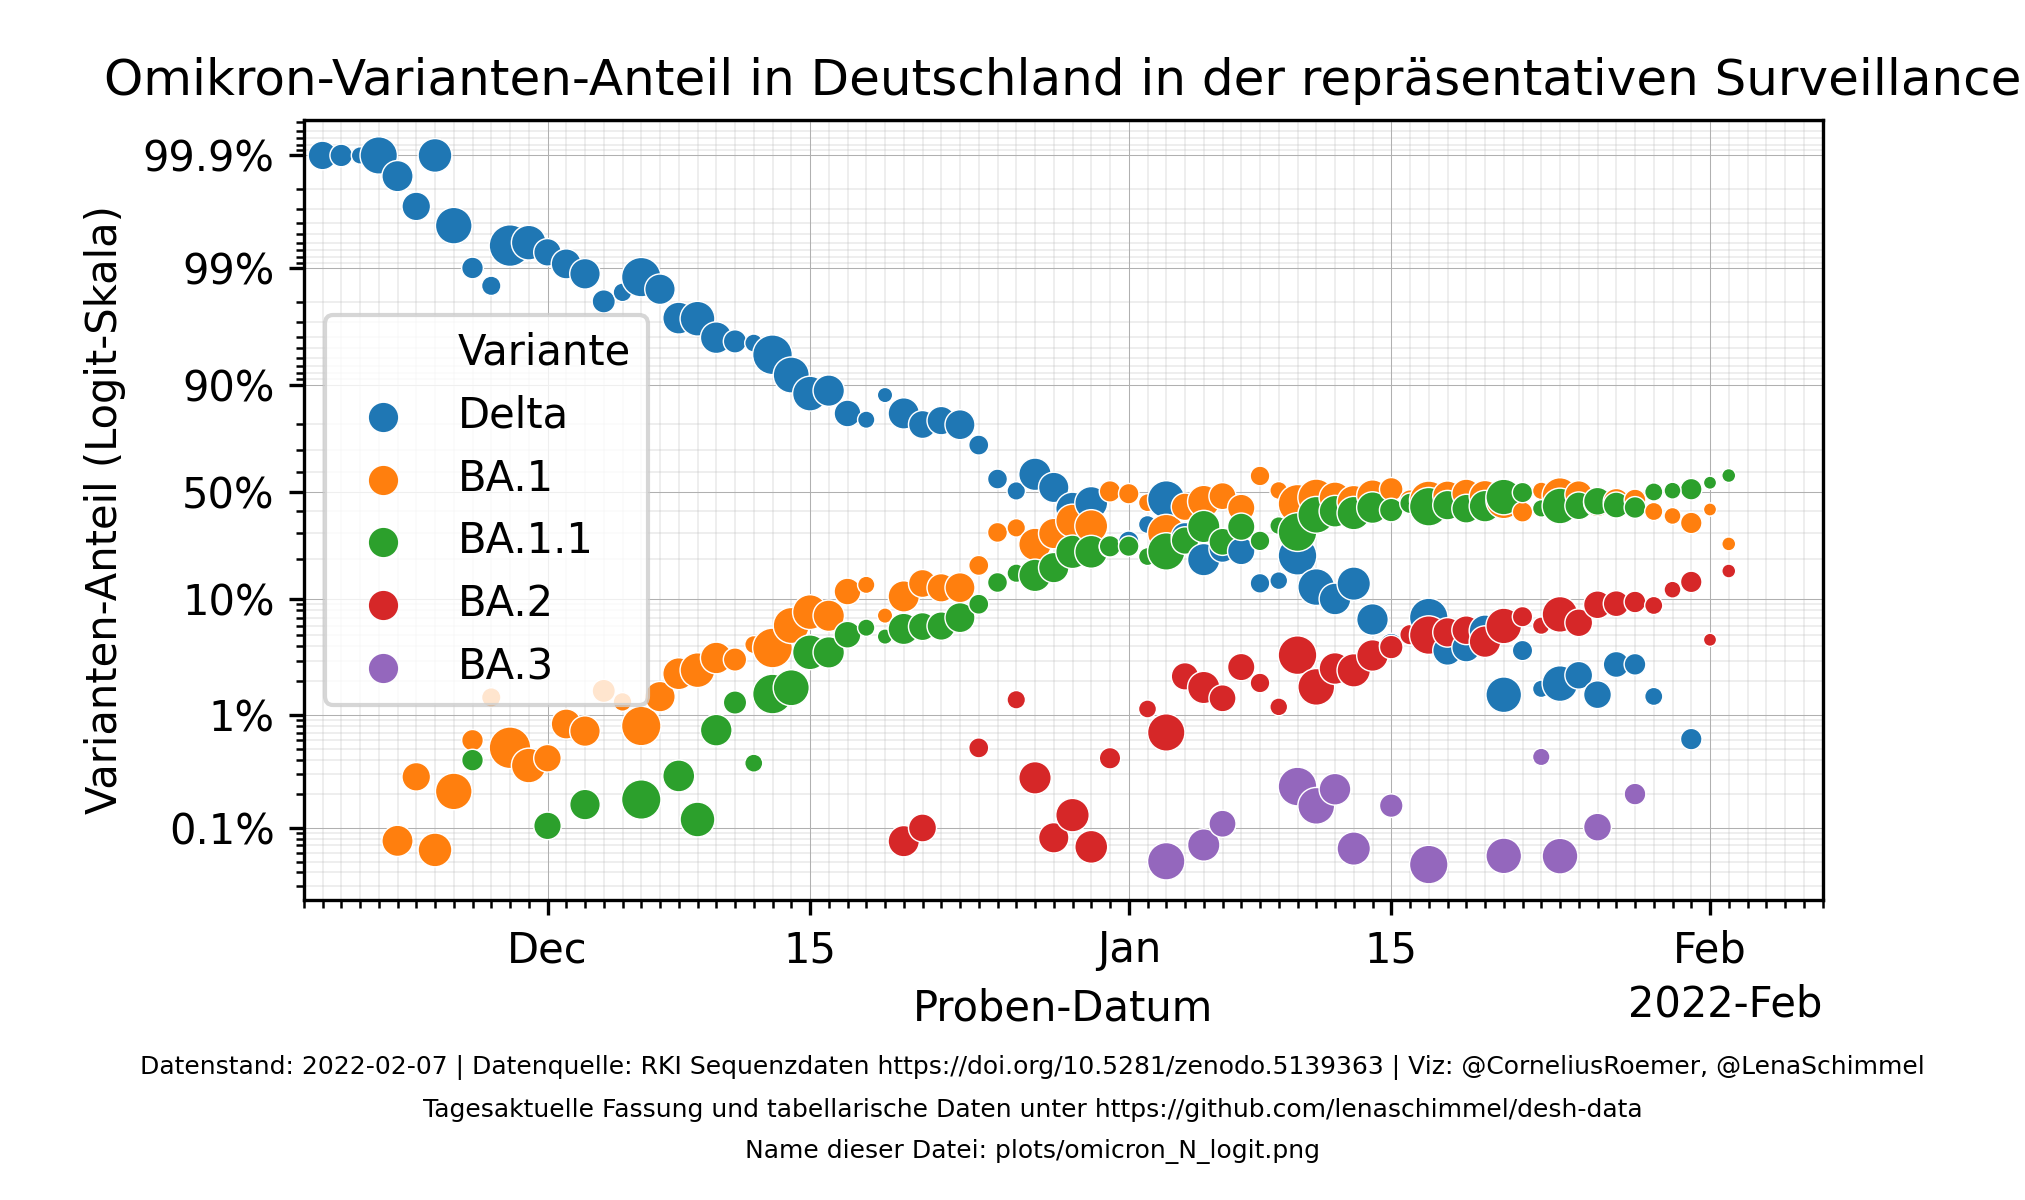 Omikron-Varianten-Anteil in Deutschland in der repräsentativen Surveillance
Varianten-Anteil (Logit-Skala)
99.9%
99%
90%
50%
10%
1%
0.1%
Variante
Delta
BA.1
BA.1.1
BA.2
BA.3
Dec 15 Jan 15 Feb
Proben-Datum
2022-Feb
Datenstand: 2022-02-07 | Datenquelle: RKI Sequenzdaten https://doi.org/10.5281/zenodo.5139363 | Viz: @CorneliusRoemer, @LenaSchimmel
Tagesaktuelle Fassung und tabellarische Daten unter https://github.com/lenaschimmel/desh-data
Name dieser Datei: plots/omicron_N_logit.png